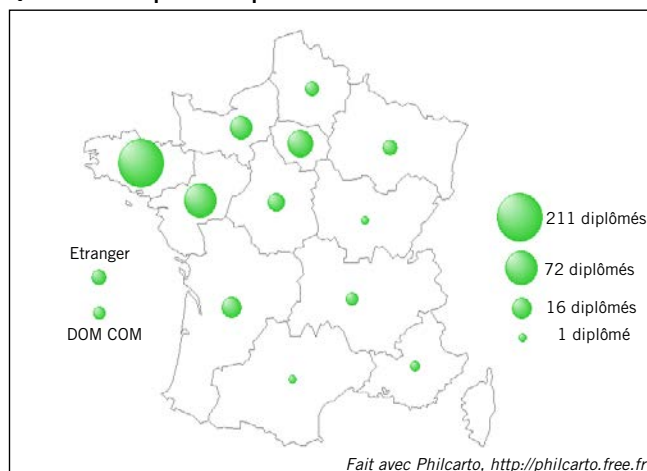 211 diplômés
72 diplômés
16 diplômés
1 diplômé
Etranger
DOM COM
Fait avec Philcarto, http://philcarto.free.fr